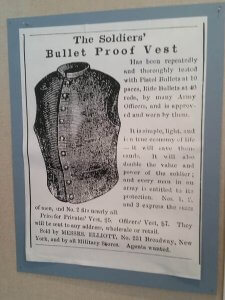 The Soldiers'
Bullet Proof Vest
Has been repeatedly
and thoroughly tested
with Pistol Bullets at 10
paces, Rifle Bullets at 40
rods, by many Army
Officers, and is approv-
ed and worn by them.
It is simple, light, and
is a true economy of life
— it will save thous-
ands. It will also
double the value and
power of the soldier;
and every man in an
army is entitled to its
protection. Nos. 1, 2,
and 3 express the sizes
of men, and No. 2 fits nearly all.
Price for Privates' Vest, $5. Officers' Vest, $7. They
will be sent to any address, wholesale or retail.
Sold by MESSRS. ELLIOTT, No. 231 Broadway, New
York, and by all Military Stores. Agents wanted.